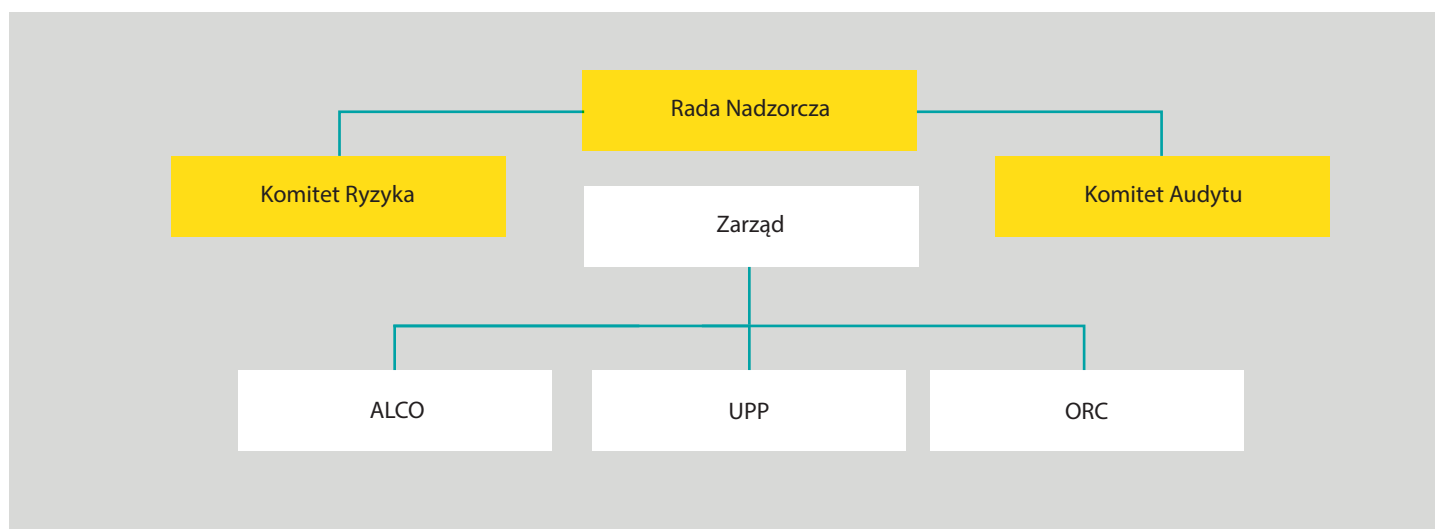 Rada Nadzorcza
Komitet Ryzyka
Komitet Audytu
Zarząd
ALCO
UPP
ORC